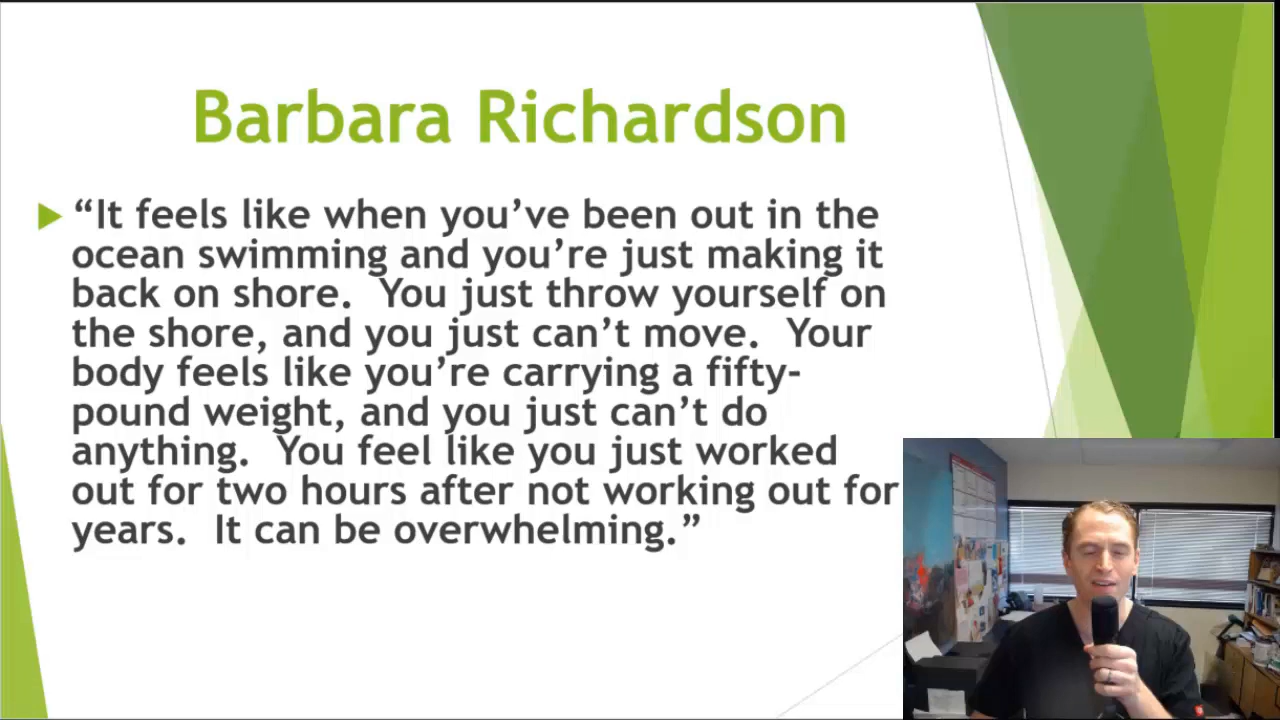 Barbara Richardson
“It feels like when you’ve been out in the
ocean swimming and you’re just making it
back on shore.  You just throw yourself on
the shore, and you just can’t move.  Your
body feels like you’re carrying a fifty-
pound weight, and you just can’t do
anything.  You feel like you just worked
out for two hours after not working out for
years.  It can be overwhelming.”